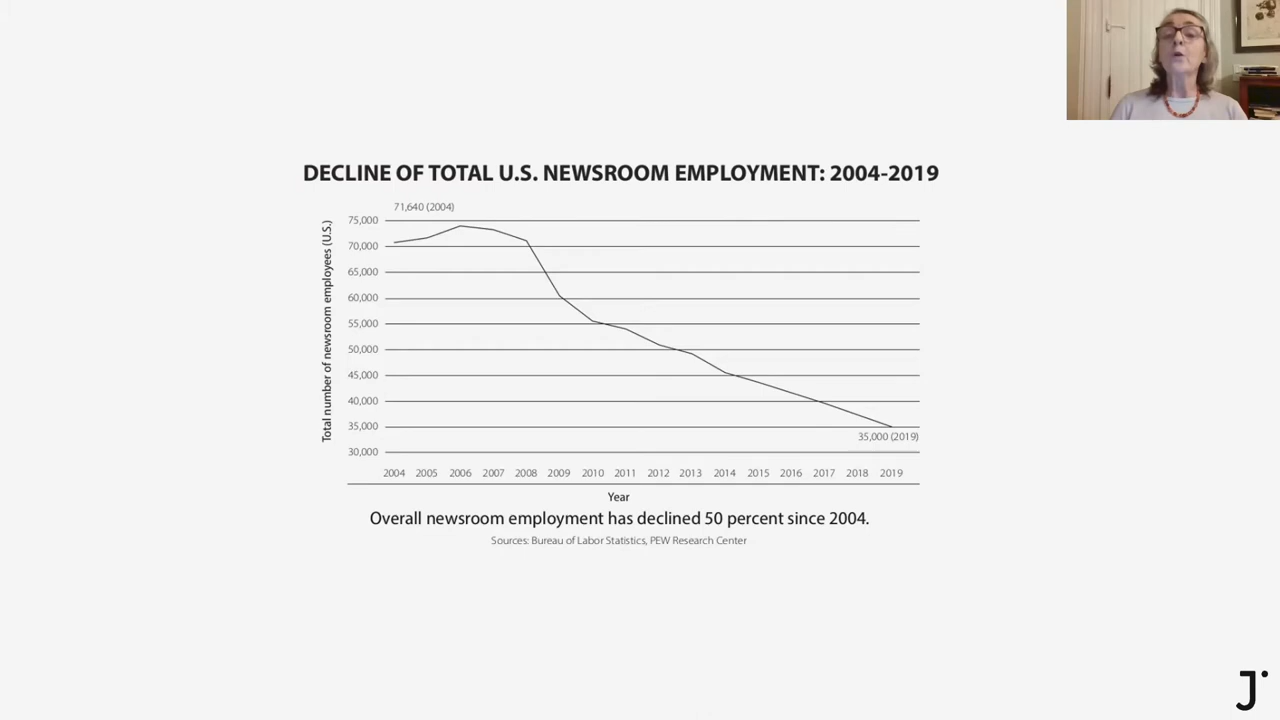 DECLINE OF TOTAL U.S. NEWSROOM EMPLOYMENT: 2004-2019
71,640 (2004)
Total number of newsroom employees (U.S.)
75,000
70,000
65,000
60,000
55,000
50,000
45,000
40,000
35,000
30,000
35,000 (2019)
2004 2005 2006 2007 2008 2009 2010 2011 2012 2013 2014 2015 2016 2017 2018 2019
Year
Overall newsroom employment has declined 50 percent since 2004.
Sources: Bureau of Labor Statistics, PEW Research Center
J